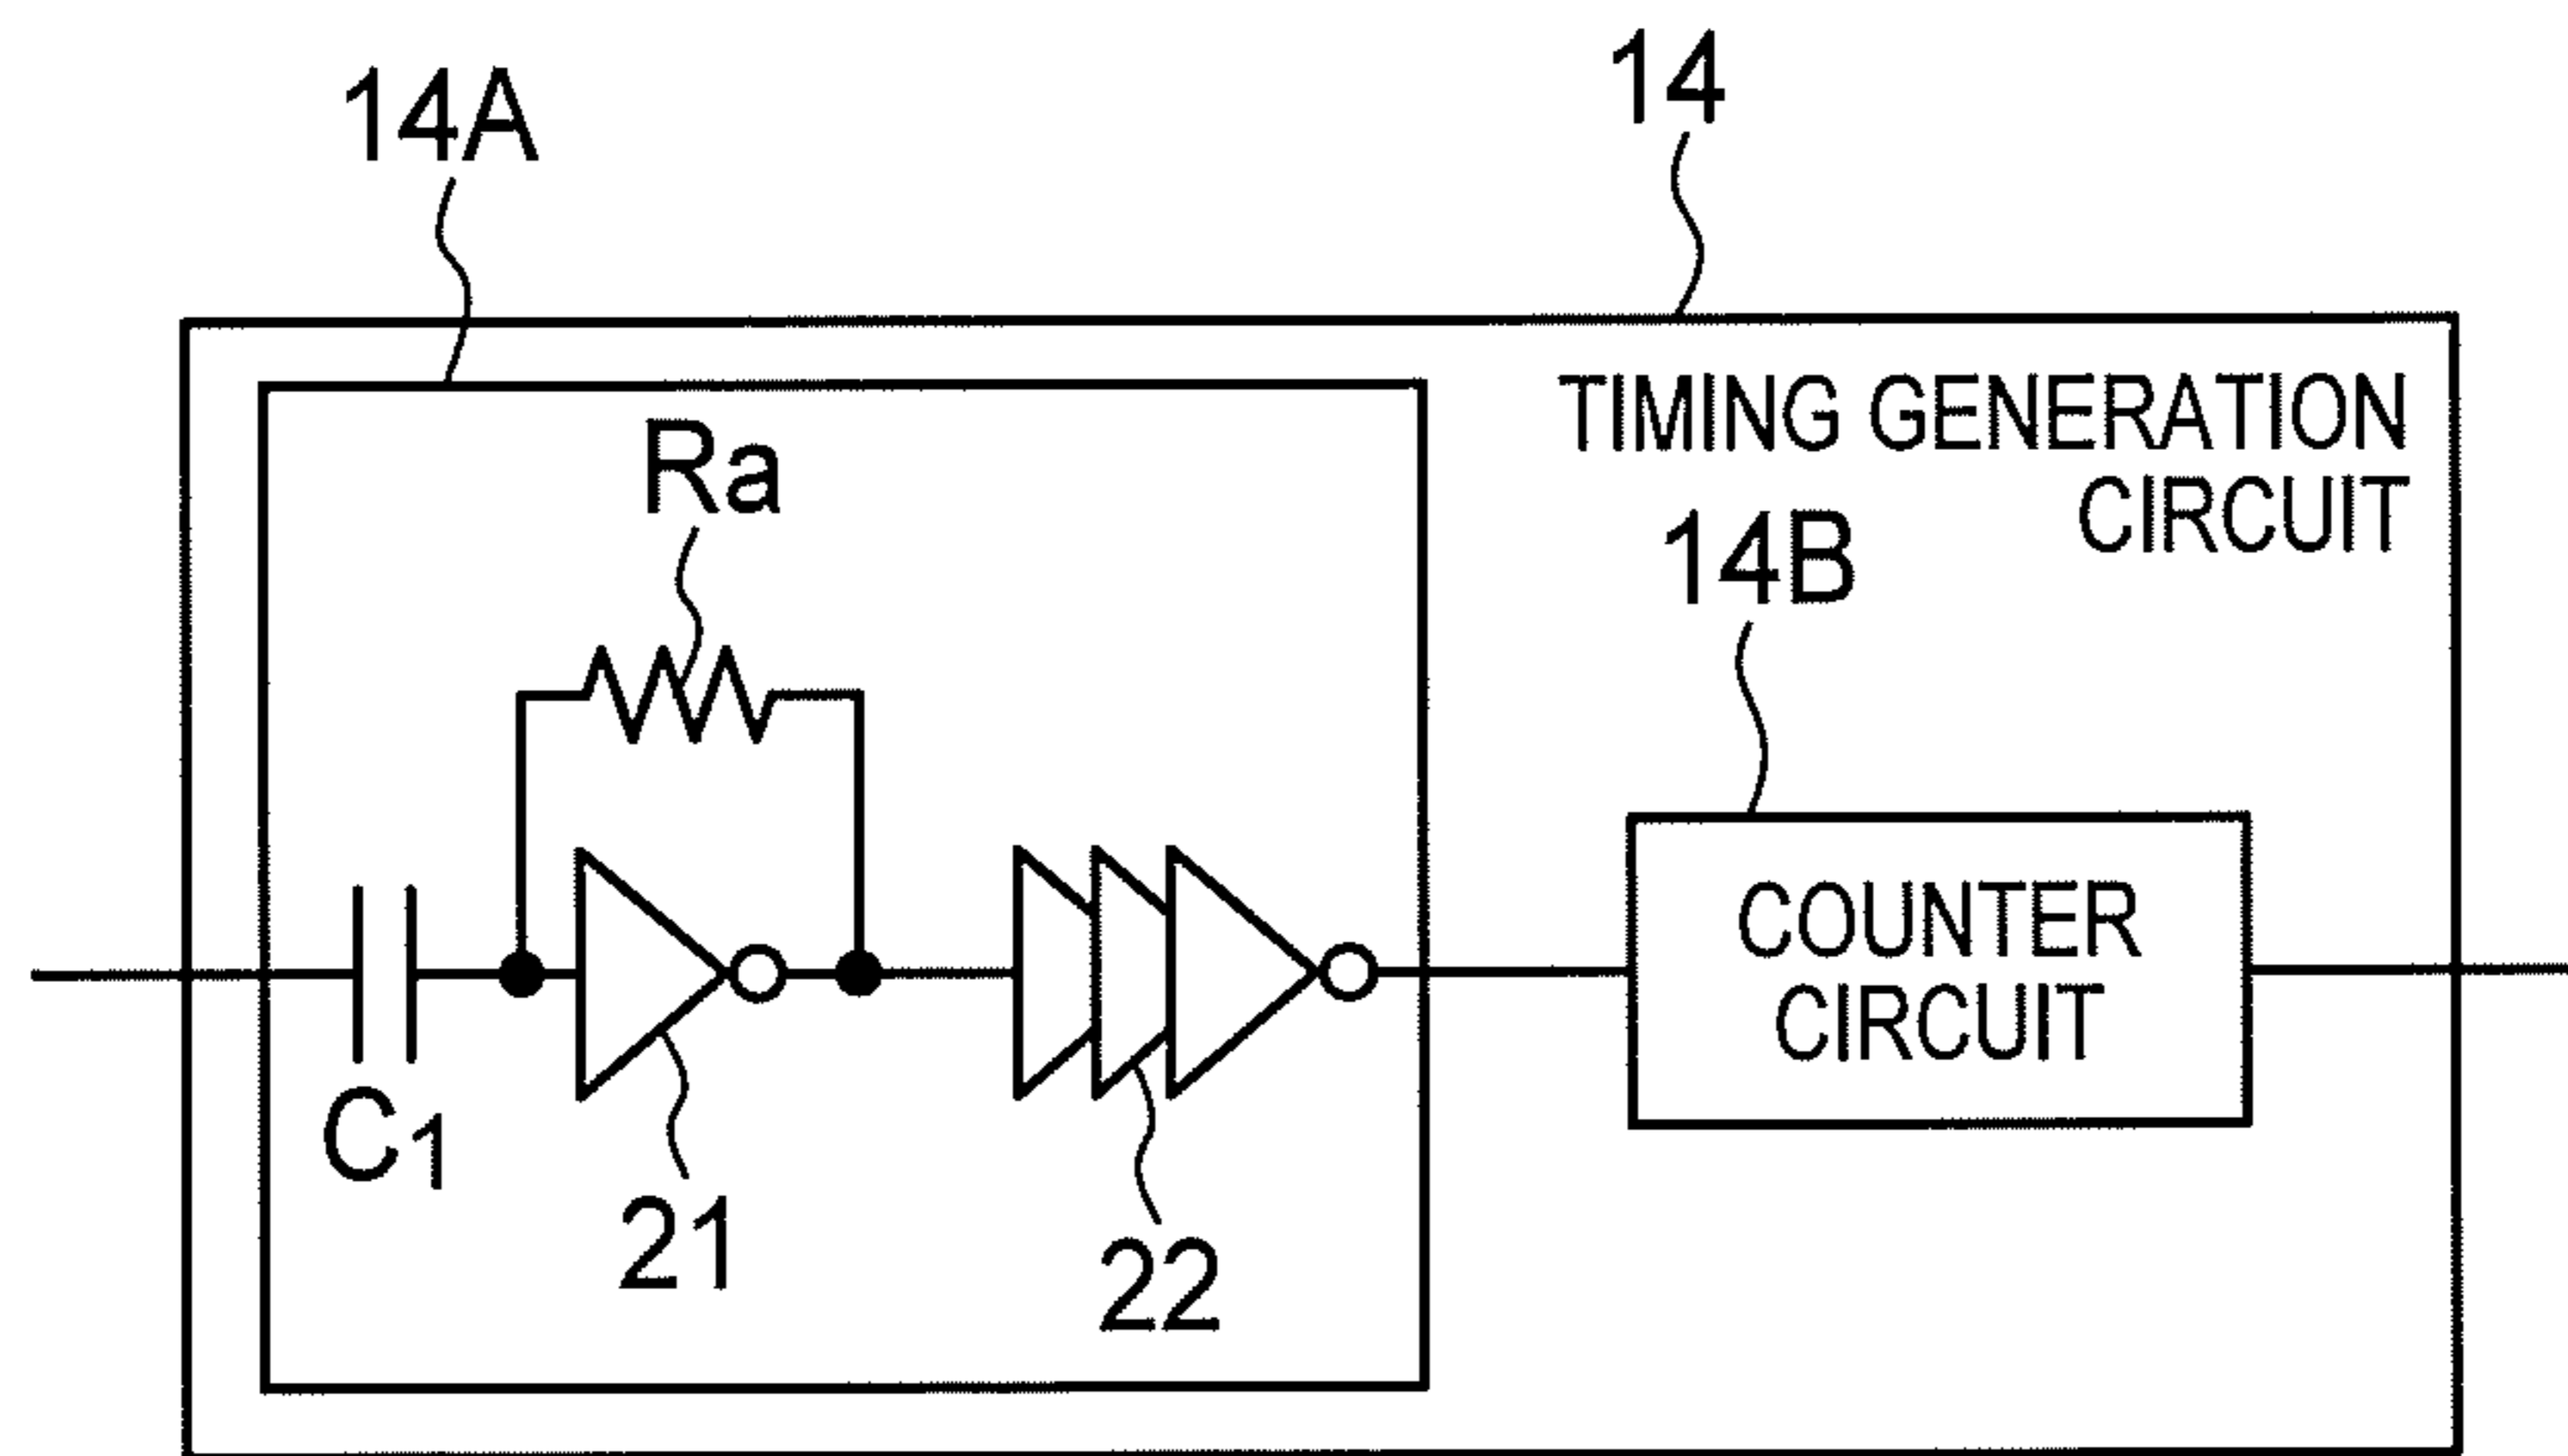 14A
14
TIMING GENERATION
CIRCUIT
Ra
14B
COUNTER
CIRCUIT
C1
21
22